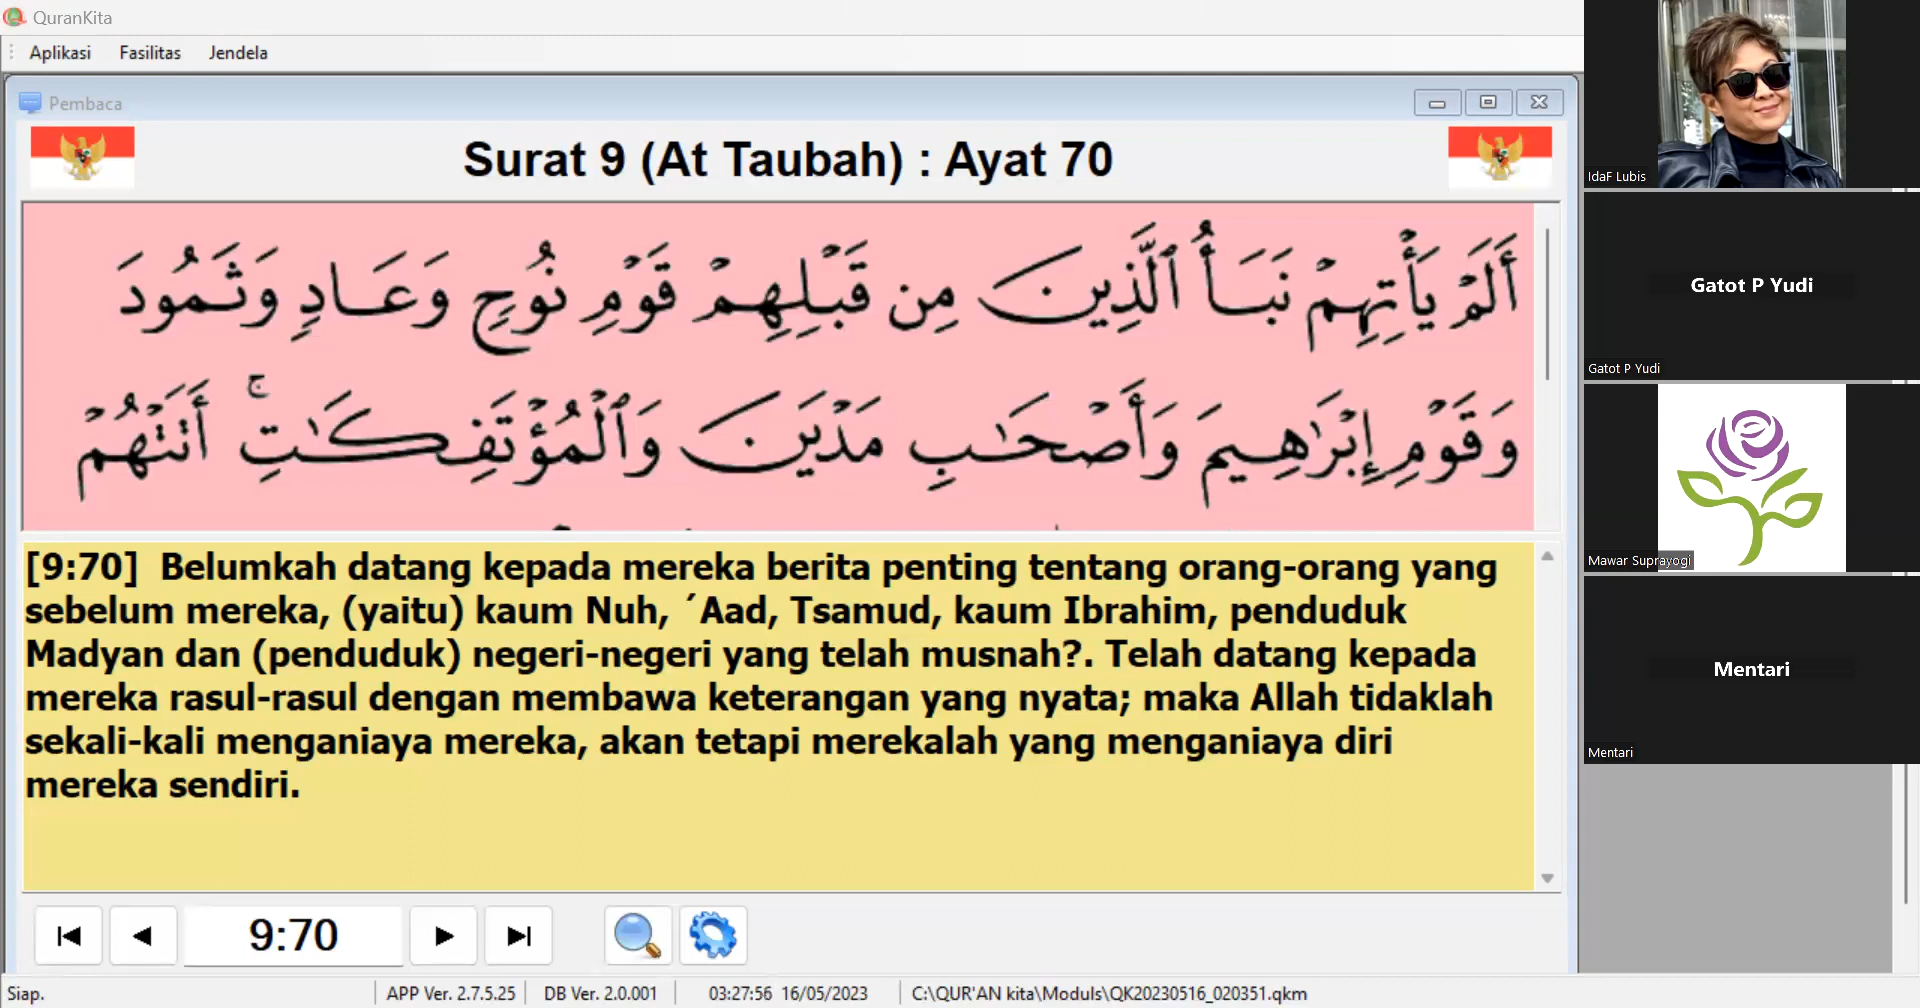 QuranKita
Aplikasi Fasilitas Jendela
Pembaca
Surat 9 (At Taubah) : Ayat 70
أَلَمْ يَأْتِهِمْ نَبَأُ ٱلَّذِينَ مِن قَبْلِهِمْ قَوْمِ نُوحٍ وَعَادٍ وَثَمُودَ
وَقَوْمِ إِبْرَٰهِيمَ وَأَصْحَٰبِ مَدْيَنَ وَٱلْمُؤْتَفِكَٰتِ ۚ أَتَتْهُمْ
[9:70] Belumkah datang kepada mereka berita penting tentang orang-orang yang
sebelum mereka, (yaitu) kaum Nuh, ´Aad, Tsamud, kaum Ibrahim, penduduk
Madyan dan (penduduk) negeri-negeri yang telah musnah?. Telah datang kepada
mereka rasul-rasul dengan membawa keterangan yang nyata; maka Allah tidaklah
sekali-kali menganiaya mereka, akan tetapi merekalah yang menganiaya diri
mereka sendiri.
9:70
Siap. APP Ver. 2.7.5.25 DB Ver. 2.0.001 03:27:56 16/05/2023 C:\QUR'AN kita\Moduls\QK20230516_020351.qkm
IdaF Lubis
Gatot P Yudi
Gatot P Yudi
Mawar Suprayogi
Mentari
Mentari